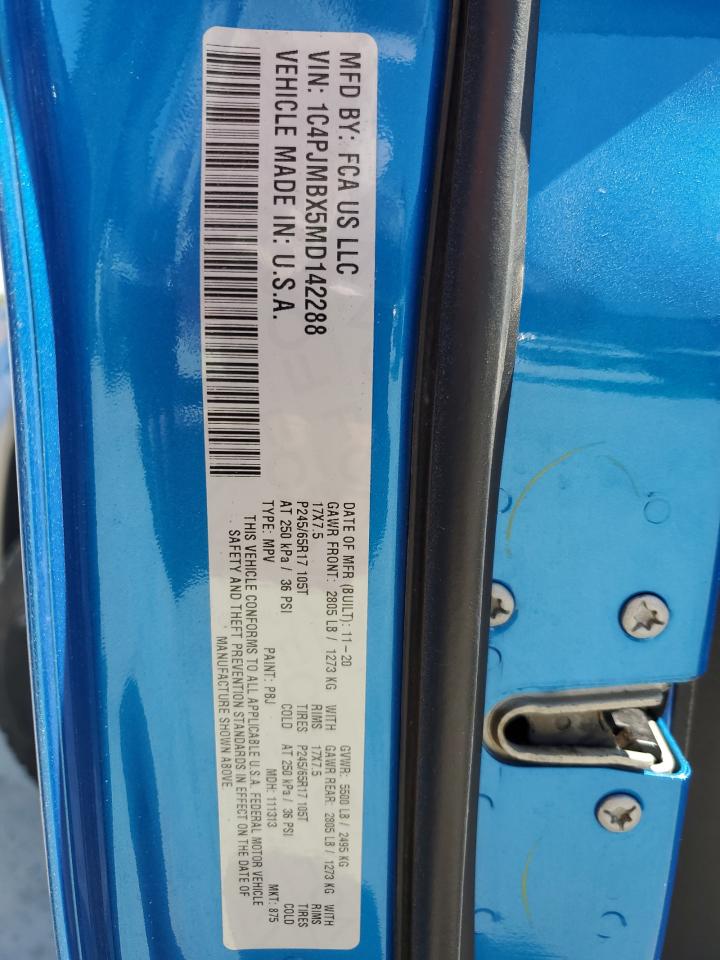 MFD BY: FCA US LLC
VIN: 1C4PJMBX5MD142288
VEHICLE MADE IN: U.S.A.
DATE OF MFR (BUILT): 11-20 GVWR: 5500 LB / 2495 KG
GAWR FRONT: 2805 LB / 1273 KG WITH GAWR REAR: 2805 LB / 1273 KG WITH
17X7.5 RIMS 17X7.5 RIMS
P245/65R17 105T TIRES P245/65R17 105T TIRES
AT 250 kPa / 36 PSI COLD AT 250 kPa / 36 PSI COLD
TYPE: MPV PAINT: PBJ MDH: 111313 MKT: 875
THIS VEHICLE CONFORMS TO ALL APPLICABLE U.S.A. FEDERAL MOTOR VEHICLE
SAFETY AND THEFT PREVENTION STANDARDS IN EFFECT ON THE DATE OF
MANUFACTURE SHOWN ABOVE